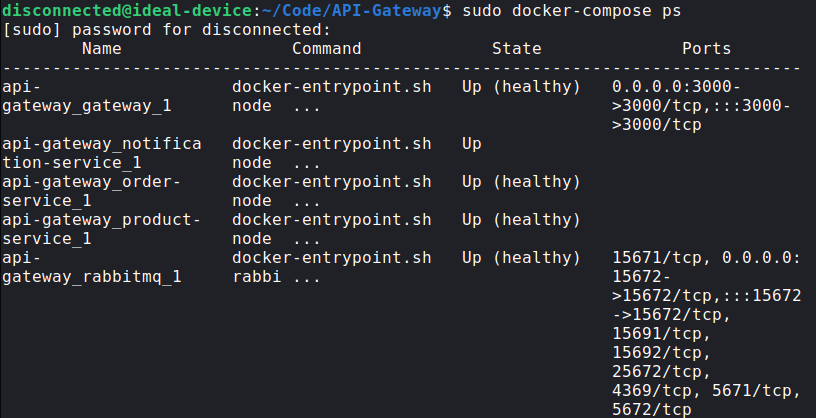 disconnected@ideal-device:~/Code/API-Gateway$ sudo docker-compose ps
[sudo] password for disconnected:
        Name                 Command               State                 Ports
--------------------------------------------------------------------------------
api-                   docker-entrypoint.sh   Up (healthy)   0.0.0.0:3000-
gateway_gateway_1      node  ...                             >3000/tcp,:::3000-
                                                             >3000/tcp
api-gateway_notifica   docker-entrypoint.sh   Up
tion-service_1         node  ...
api-gateway_order-     docker-entrypoint.sh   Up (healthy)
service_1              node  ...
api-gateway_product-   docker-entrypoint.sh   Up (healthy)
service_1              node  ...
api-                   docker-entrypoint.sh   Up (healthy)   15671/tcp, 0.0.0.0:
gateway_rabbitmq_1     rabbi ...                             15672-
                                                             >15672/tcp,:::15672
                                                             ->15672/tcp,
                                                             15691/tcp,
                                                             15692/tcp,
                                                             25672/tcp,
                                                             4369/tcp, 5671/tcp,
                                                             5672/tcp